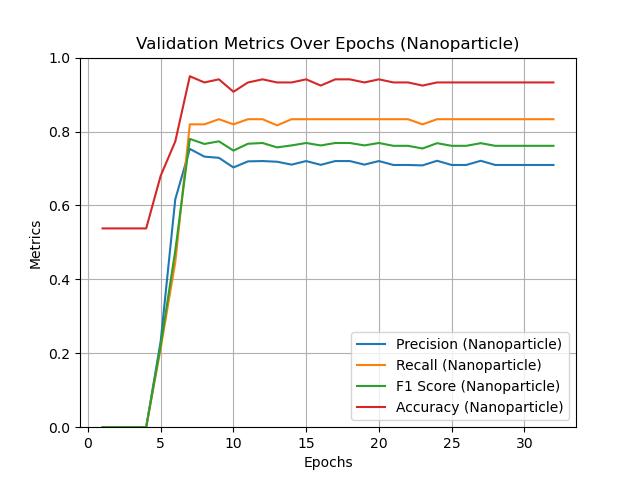 Validation Metrics Over Epochs (Nanoparticle)
1.0
0.8
0.6
0.4
0.2
0.0
Metrics
0 5 10 15 20 25 30
Epochs
Precision (Nanoparticle)
Recall (Nanoparticle)
F1 Score (Nanoparticle)
Accuracy (Nanoparticle)